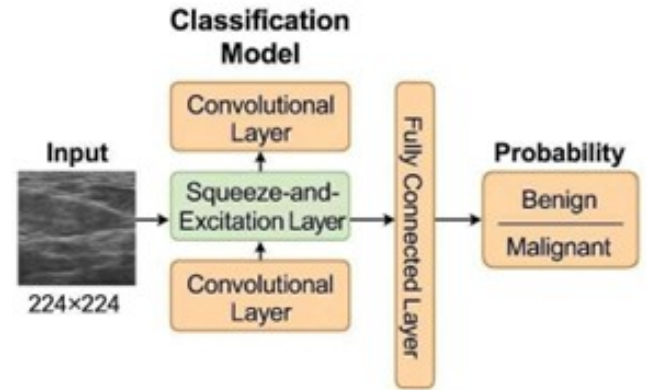 Classification
Model
Convolutional
Layer
Input
Squeeze-and-
Excitation Layer
224×224
Convolutional
Layer
Fully Connected Layer
Probability
Benign
Malignant